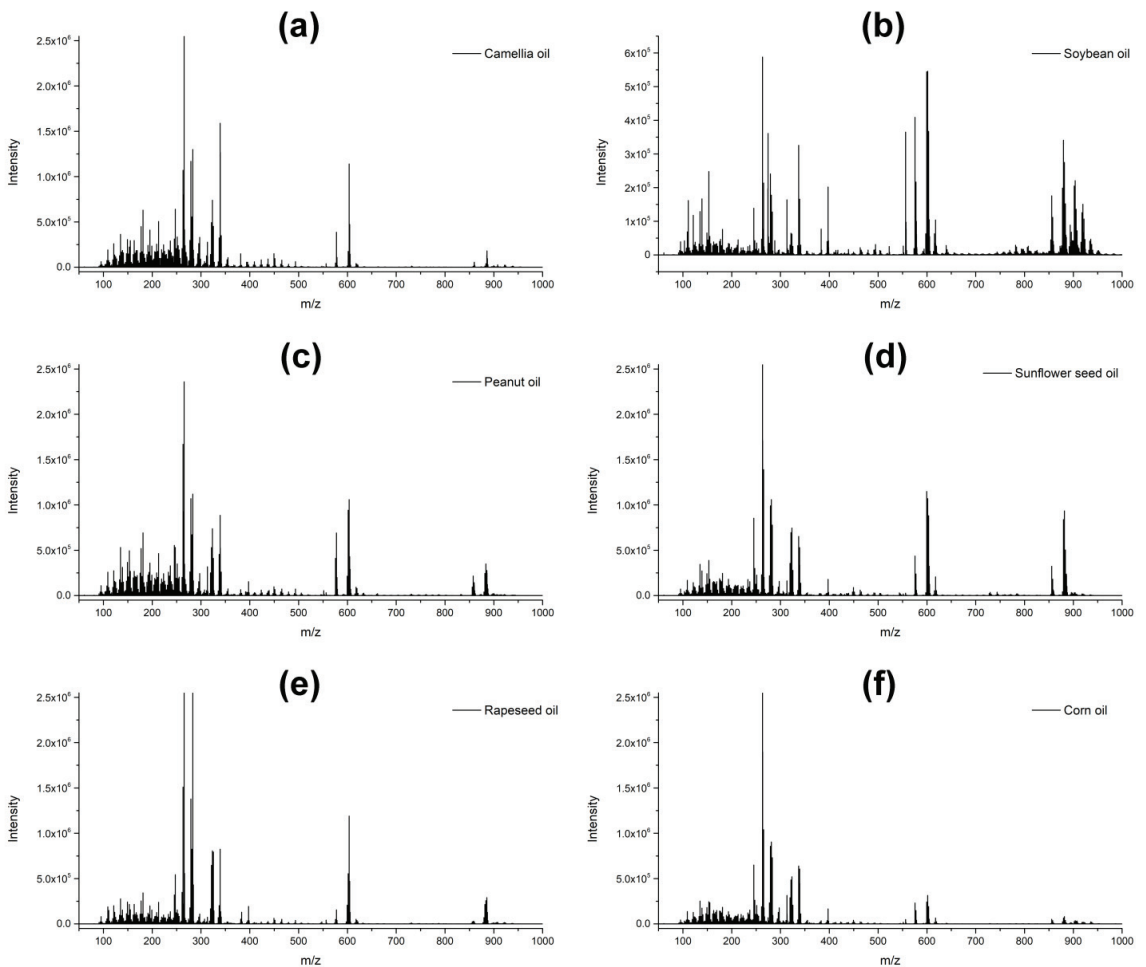 (a)
Camellia oil
2.5x10⁶
2.0x10⁶
1.5x10⁶
1.0x10⁶
5.0x10⁵
0.0
Intensity
100 200 300 400 500 600 700 800 900 1000
m/z
(b)
Soybean oil
6x10⁵
5x10⁵
4x10⁵
3x10⁵
2x10⁵
1x10⁵
0
Intensity
100 200 300 400 500 600 700 800 900 1000
m/z
(c)
Peanut oil
2.5x10⁶
2.0x10⁶
1.5x10⁶
1.0x10⁶
5.0x10⁵
0.0
Intensity
100 200 300 400 500 600 700 800 900 1000
m/z
(d)
Sunflower seed oil
2.5x10⁶
2.0x10⁶
1.5x10⁶
1.0x10⁶
5.0x10⁵
0.0
Intensity
100 200 300 400 500 600 700 800 900 1000
m/z
(e)
Rapeseed oil
2.5x10⁶
2.0x10⁶
1.5x10⁶
1.0x10⁶
5.0x10⁵
0.0
Intensity
100 200 300 400 500 600 700 800 900 1000
m/z
(f)
Corn oil
2.5x10⁶
2.0x10⁶
1.5x10⁶
1.0x10⁶
5.0x10⁵
0.0
Intensity
100 200 300 400 500 600 700 800 900 1000
m/z